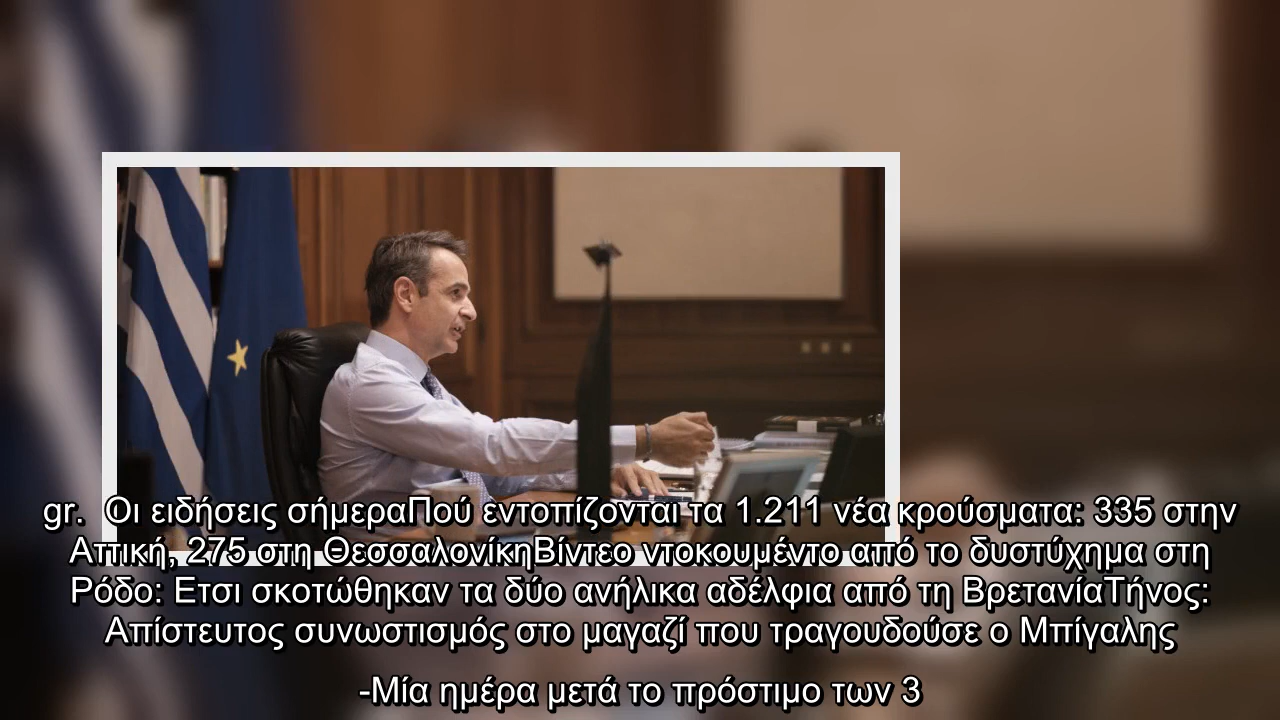 gr.  Οι ειδήσεις σήμεραΠού εντοπίζονται τα 1.211 νέα κρούσματα: 335 στην
Αττική, 275 στη ΘεσσαλονίκηΒίντεο ντοκουμέντο από το δυστύχημα στη
Ρόδο: Ετσι σκοτώθηκαν τα δύο ανήλικα αδέλφια από τη ΒρετανίαΤήνος:
Απίστευτος συνωστισμός στο μαγαζί που τραγουδούσε ο Μπίγαλης
-Μία ημέρα μετά το πρόστιμο των 3